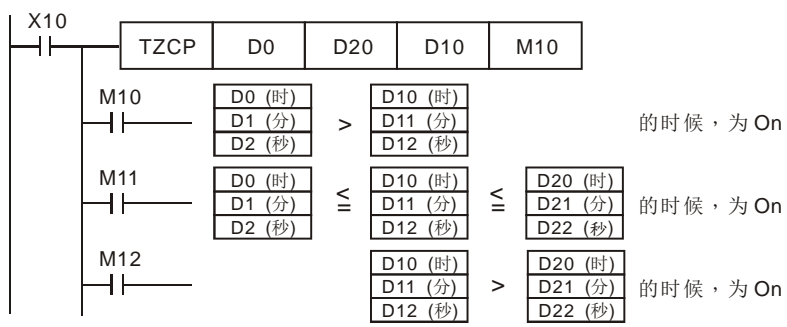 X10
TZCP D0 D20 D10 M10
M10
D0 (时) D10 (时)
D1 (分) > D11 (分) 的时候，为 On
D2 (秒) D12 (秒)
M11
D0 (时) D10 (时) D20 (时)
D1 (分) ≦ D11 (分) ≦ D21 (分) 的时候，为 On
D2 (秒) D12 (秒) D22 (秒)
M12
D10 (时) D20 (时)
D11 (分) > D21 (分) 的时候，为 On
D12 (秒) D22 (秒)